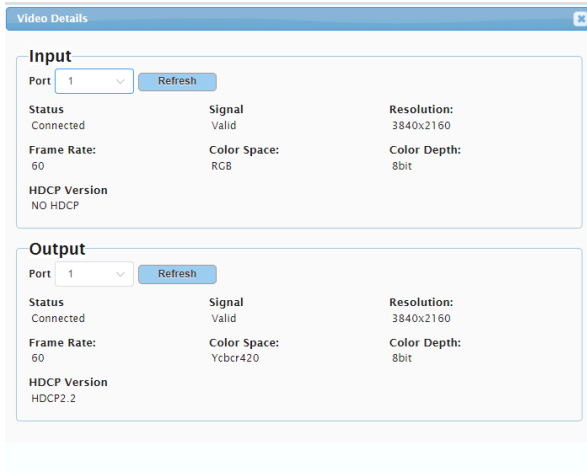 Video Details
Input
Port 1 Refresh
Status Signal Resolution:
Connected Valid 3840x2160
Frame Rate: Color Space: Color Depth:
60 RGB 8bit
HDCP Version
NO HDCP
Output
Port 1 Refresh
Status Signal Resolution:
Connected Valid 3840x2160
Frame Rate: Color Space: Color Depth:
60 Ycbcr420 8bit
HDCP Version
HDCP2.2